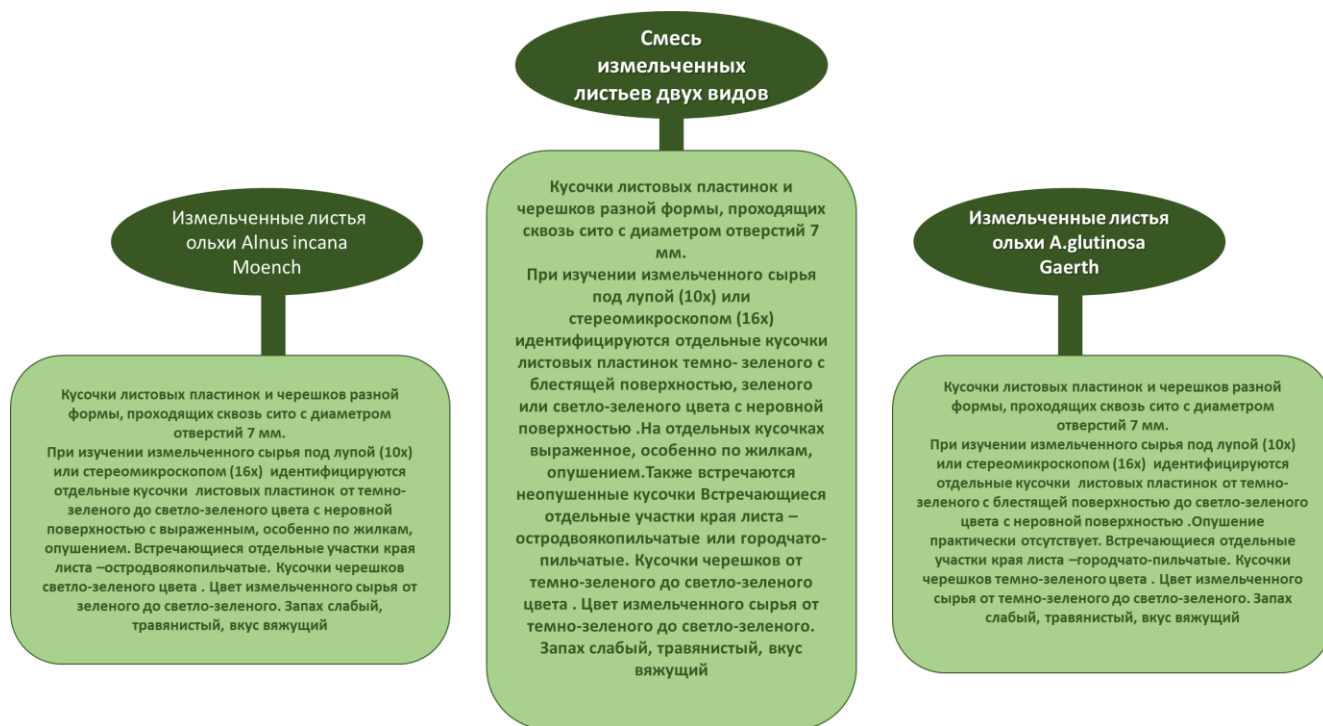 Смесь
измельченных
листьев двух видов
Измельченные листья
ольхи Alnus incana
Moench
Кусочки листовых пластинок и черешков разной
формы, проходящих сквозь сито с диаметром
отверстий 7 мм.
При изучении измельченного сырья под лупой (10х)
или стереомикроскопом (16х) идентифицируются
отдельные кусочки листовых пластинок от темно-
зеленого до светло-зеленого цвета с неровной
поверхностью с выраженным, особенно по жилкам,
опушением. Встречающиеся отдельные участки края
листа –остродвоякопильчатые. Кусочки черешков
светло-зеленого цвета . Цвет измельченного сырья от
зеленого до светло-зеленого. Запах слабый,
травянистый, вкус вяжущий
Кусочки листовых пластинок и
черешков разной формы, проходящих
сквозь сито с диаметром отверстий 7
мм.
При изучении измельченного сырья
под лупой (10х) или
стереомикроскопом (16х)
идентифицируются отдельные кусочки
листовых пластинок темно- зеленого с
блестящей поверхностью, зеленого
или светло-зеленого цвета с неровной
поверхностью .На отдельных кусочках
выраженное, особенно по жилкам,
опушением.Также встречаются
неопушенные кусочки Встречающиеся
отдельные участки края листа –
остродвоякопильчатые или городчато-
пильчатые. Кусочки черешков от
темно-зеленого до светло-зеленого
цвета . Цвет измельченного сырья от
темно-зеленого до светло-зеленого.
Запах слабый, травянистый, вкус
вяжущий
Измельченные листья
ольхи A.glutinosa
Gaerth
Кусочки листовых пластинок и черешков разной
формы, проходящих сквозь сито с диаметром
отверстий 7 мм.
При изучении измельченного сырья под лупой (10х)
или стереомикроскопом (16х) идентифицируются
отдельные кусочки листовых пластинок от темно-
зеленого с блестящей поверхностью до светло-зеленого
цвета с неровной поверхностью .Опушение
практически отсутствует. Встречающиеся отдельные
участки края листа –городчато-пильчатые. Кусочки
черешков темно-зеленого цвета . Цвет измельченного
сырья от темно-зеленого до светло-зеленого. Запах
слабый, травянистый, вкус вяжущий